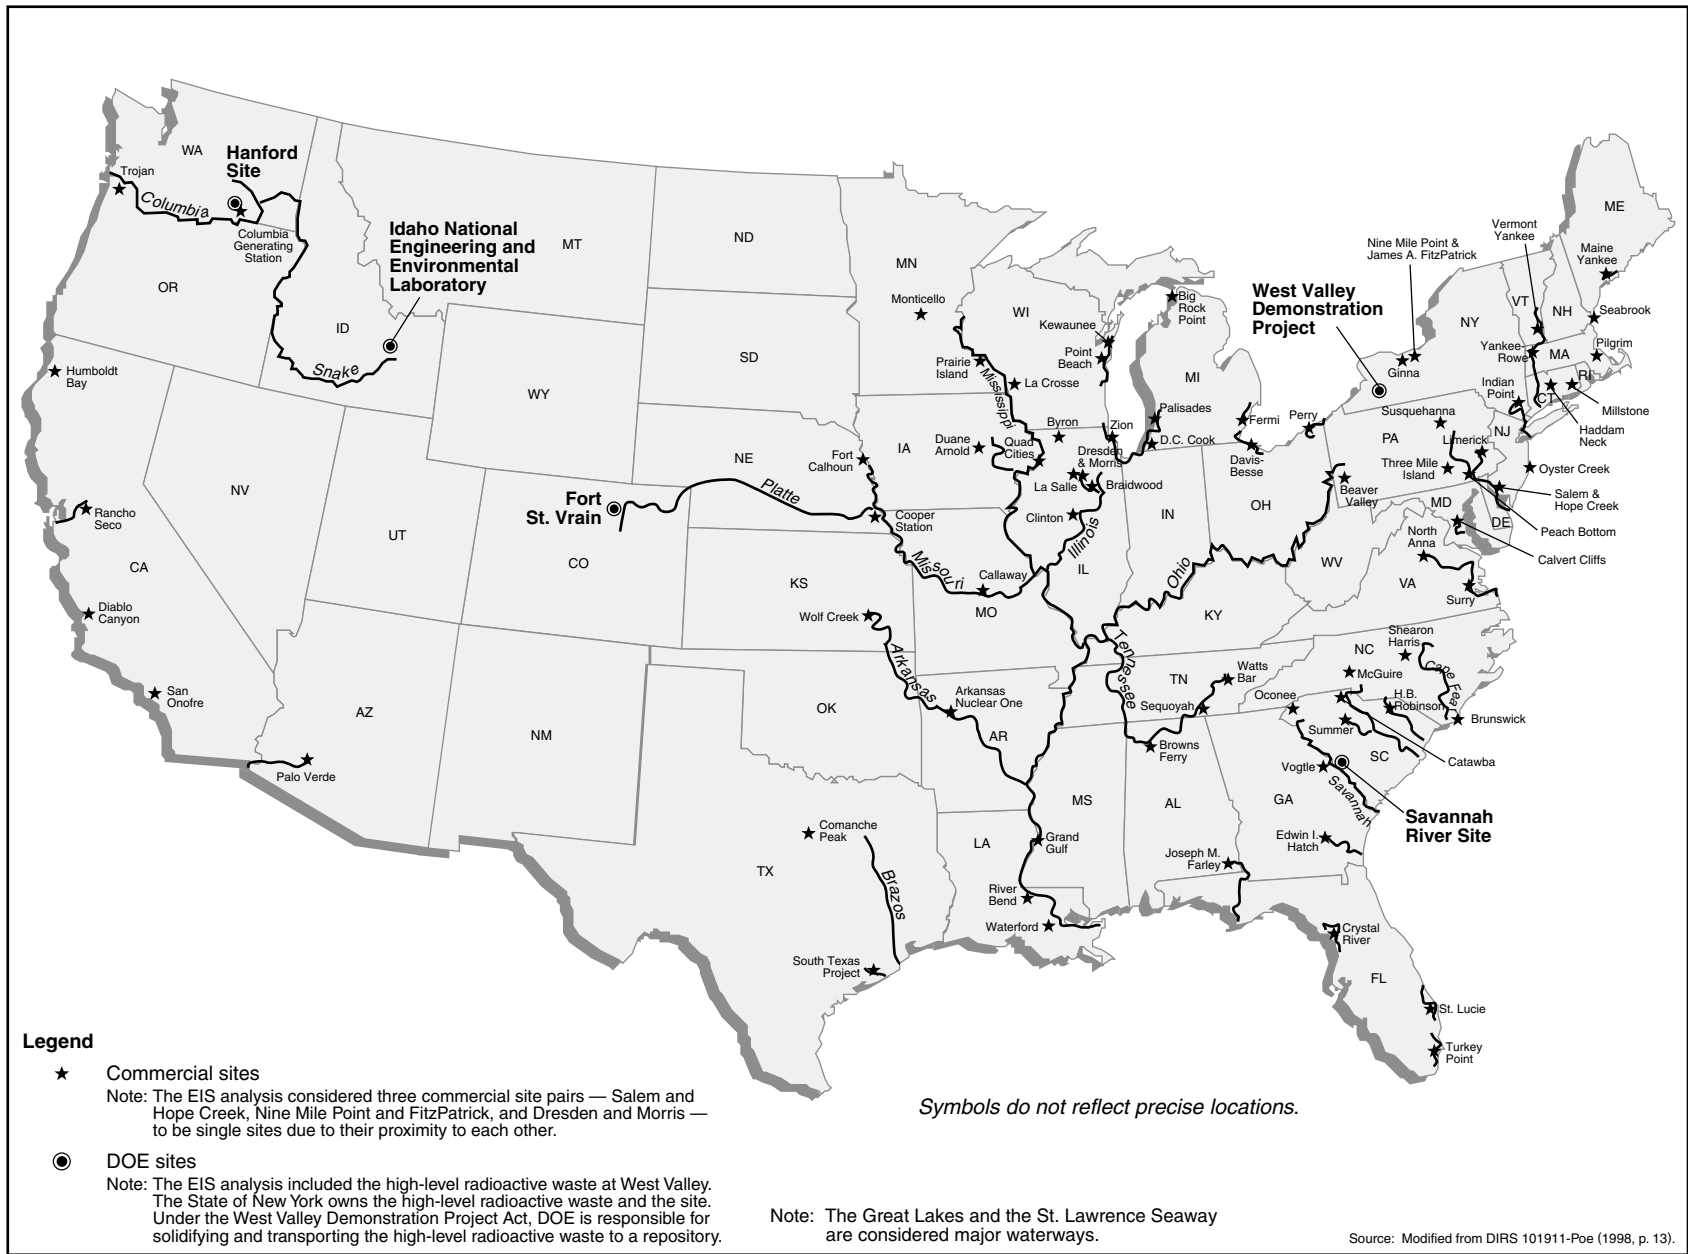 WA
Hanford
Site
Trojan
Columbia
Columbia
Generating
Station
Idaho National
Engineering and
Environmental
Laboratory
OR
ID
Snake
MT
ND
SD
WY
NE
MN
Monticello
WI
Kewaunee
Point
Beach
Big
Rock
Point
MI
Prairie
Island
Mississippi
La Crosse
Palisades
D.C. Cook
Byron
Zion
IA
Duane
Arnold
Quad
Cities
Dresden
& Morris
La Salle
Braidwood
Clinton
Illinois
IL
IN
OH
Fermi
Davis-
Besse
Perry
Beaver
Valley
West Valley
Demonstration
Project
Nine Mile Point &
James A. FitzPatrick
Ginna
NY
Vermont
Yankee
VT
NH
ME
Maine
Yankee
Seabrook
Pilgrim
Yankee
Rowe
MA
RI
CT
Indian
Point
Millstone
Haddam
Neck
Susquehanna
PA
Limerick
NJ
Three Mile
Island
Oyster Creek
Salem &
Hope Creek
Peach Bottom
Calvert Cliffs
MD
DE
North
Anna
WV
VA
Surry
Humboldt
Bay
NV
Rancho
Seco
CA
Diablo
Canyon
San
Onofre
UT
CO
Fort
St. Vrain
Platte
Fort
Calhoun
Cooper
Station
Missouri
Callaway
MO
KS
Wolf Creek
Arkansas
Arkansas
Nuclear One
AR
AZ
Palo Verde
NM
OK
TX
Comanche
Peak
Brazos
South Texas
Project
LA
River
Bend
Waterford
Grand
Gulf
MS
AL
Ohio
KY
Tennessee
TN
Watts
Bar
Sequoyah
Browns
Ferry
Shearon
Harris
NC
McGuire
Cape Fear
Oconee
H.B.
Robinson
Brunswick
Summer
SC
Catawba
Vogtle
Savannah
GA
Savannah
River Site
Edwin I.
Hatch
Joseph M.
Farley
Crystal
River
FL
St. Lucie
Turkey
Point
Legend
Commercial sites
Note: The EIS analysis considered three commercial site pairs — Salem and
Hope Creek, Nine Mile Point and FitzPatrick, and Dresden and Morris —
to be single sites due to their proximity to each other.
DOE sites
Note: The EIS analysis included the high-level radioactive waste at West Valley.
The State of New York owns the high-level radioactive waste and the site.
Under the West Valley Demonstration Project Act, DOE is responsible for
solidifying and transporting the high-level radioactive waste to a repository.
Symbols do not reflect precise locations.
Note: The Great Lakes and the St. Lawrence Seaway
are considered major waterways.
Source: Modified from DIRS 101911-Poe (1998, p. 13).